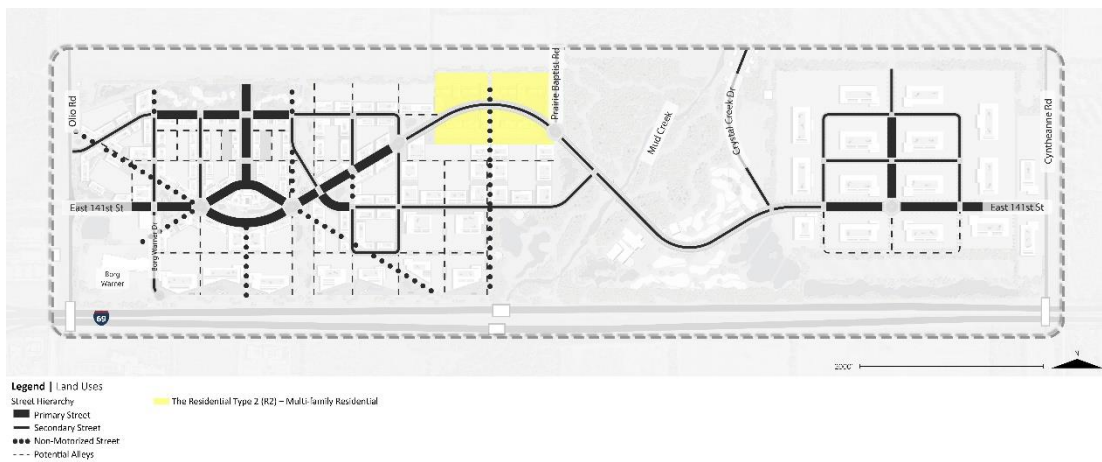 Olio Rd
Prairie Baptist Rd
Mud Creek
Crystal Creek Dr
Cyntheanne Rd
East 141st St
East 141st St
Borg Warner Dr
Borg
Warner
69
2000'
N
Legend | Land Uses
Street Hierarchy
The Residential Type 2 (R2) – Multi-family Residential
Primary Street
Secondary Street
Non-Motorized Street
Potential Alleys